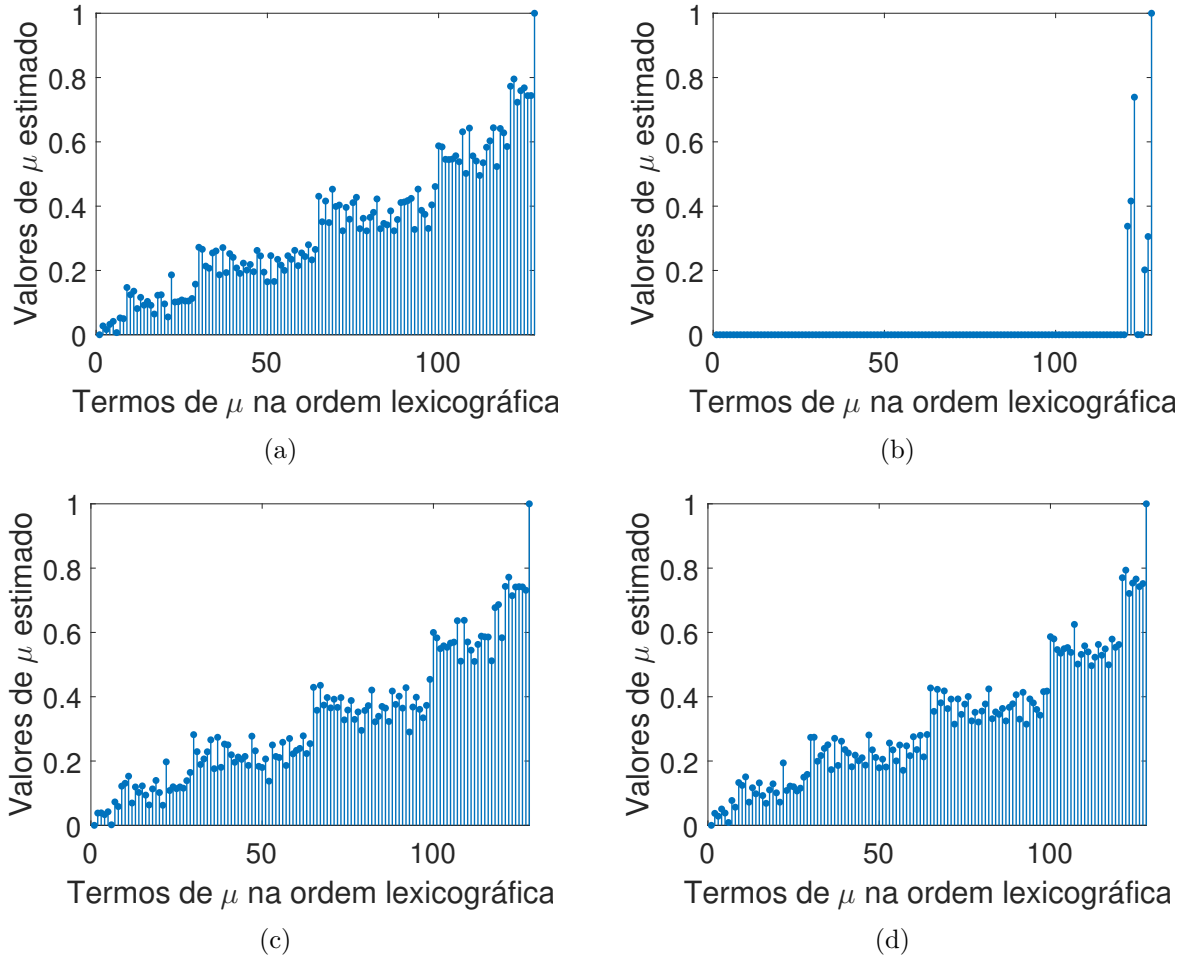 Valores de μ estimado
1
0.8
0.6
0.4
0.2
0
0 50 100
Termos de μ na ordem lexicográfica
(a)
Valores de μ estimado
1
0.8
0.6
0.4
0.2
0
0 50 100
Termos de μ na ordem lexicográfica
(b)
Valores de μ estimado
1
0.8
0.6
0.4
0.2
0
0 50 100
Termos de μ na ordem lexicográfica
(c)
Valores de μ estimado
1
0.8
0.6
0.4
0.2
0
0 50 100
Termos de μ na ordem lexicográfica
(d)